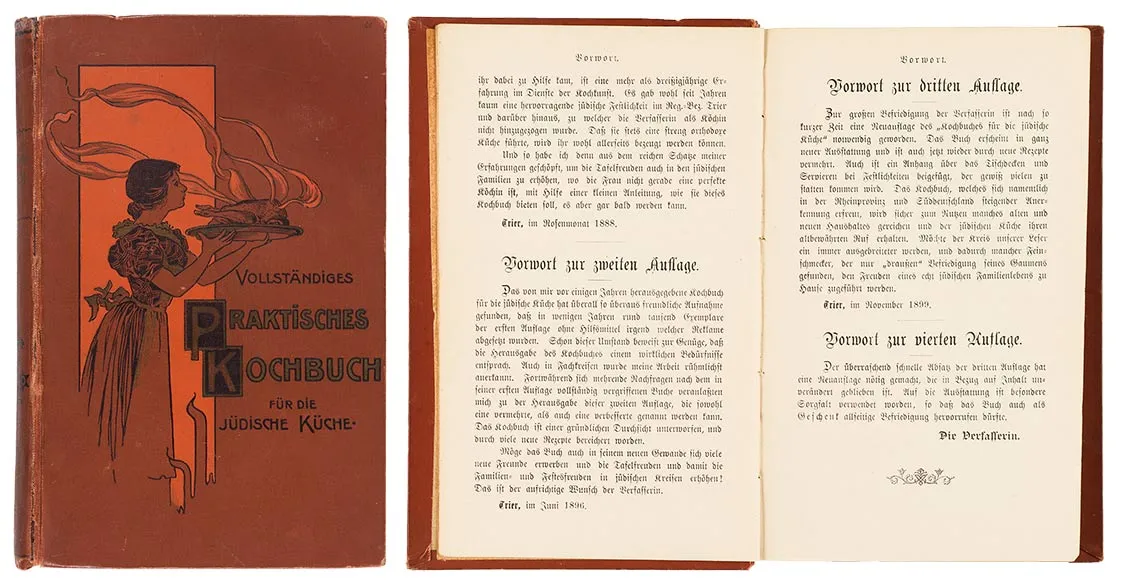 VOLLSTÄNDIGES
PRAKTISCHES
KOCHBUCH
FÜR DIE
JÜDISCHE KÜCHE.
Vorwort.
ihr dabei zu Hilfe kam, ist eine mehr als dreißigjährige Er-
fahrung im Dienste der Kochkunst. Es gab wohl seit Jahren
kaum eine hervorragende jüdische Festlichkeit im Reg.-Bez. Trier
und darüber hinaus, zu welcher die Verfasserin als Köchin
nicht hinzugezogen wurde. Daß sie stets eine streng orthodoxe
Küche führte, wird ihr wohl allerseits bezeugt werden können.
Und so habe ich denn aus dem reichen Schatze meiner
Erfahrungen geschöpft, um die Tafelfreuden auch in den jüdischen
Familien zu erhöhen, wo die Frau nicht gerade eine perfekte
Köchin ist, mit Hilfe einer kleinen Anleitung, wie sie dieses
Kochbuch bieten soll, es aber gar bald werden kann.
Trier, im Rosenmonat 1888.
Vorwort zur zweiten Auflage.
Das von mir vor einigen Jahren herausgegebene Kochbuch
für die jüdische Küche hat überall so überaus freundliche Aufnahme
gefunden, daß in wenigen Jahren rund tausend Exemplare
der ersten Auflage ohne Hilfsmittel irgend welcher Reklame
abgesetzt wurden. Schon dieser Umstand beweist zur Genüge, daß
die Herausgabe des Kochbuches einem wirklichen Bedürfnisse
entsprach. Auch in Fachkreisen wurde meine Arbeit rühmlichst
anerkannt. Fortwährend sich mehrende Nachfragen nach dem in
seiner ersten Auflage vollständig vergriffenen Buche veranlaßten
mich zu der Herausgabe dieser zweiten Auflage, die sowohl
eine vermehrte, als auch eine verbesserte genannt werden kann.
Das Kochbuch ist einer gründlichen Durchsicht unterworfen, und
durch viele neue Rezepte bereichert worden.
Möge das Buch auch in seinem neuen Gewande sich viele
neue Freunde erwerben und die Tafelfreuden und damit die
Familien- und Festesfreuden in jüdischen Kreisen erhöhen!
Das ist der aufrichtige Wunsch der Verfasserin.
Trier, im Juni 1896.
Vorwort.
Vorwort zur dritten Auflage.
Zur großen Befriedigung der Verfasserin ist nach so
kurzer Zeit eine Neuauflage des „Kochbuches für die jüdische
Küche" notwendig geworden. Das Buch erscheint in ganz
neuer Ausstattung und ist auch jetzt wieder durch neue Rezepte
vermehrt. Auch ist ein Anhang über das Tischdecken und
Servieren bei Festlichkeiten beigefügt, der gewiß vielen zu
statten kommen wird. Das Kochbuch, welches sich namentlich
in der Rheinprovinz und Süddeutschland steigender Aner-
kennung erfreut, wird sicher zum Nutzen manches alten und
neuen Haushaltes gereichen und der jüdischen Küche ihren
altbewährten Ruf erhalten. Möchte der Kreis unserer Leser
ein immer ausgebreiteter werden, und dadurch mancher Fein-
schmecker, der nur „draußen" Befriedigung seines Gaumens
gefunden, den Freuden eines echt jüdischen Familienlebens zu
Hause zugeführt werden.
Trier, im November 1899.
Vorwort zur vierten Auflage.
Der überraschend schnelle Absatz der dritten Auflage hat
eine Neuauflage nötig gemacht, die in Bezug auf Inhalt un-
verändert geblieben ist. Auf die Ausstattung ist besondere
Sorgfalt verwendet worden, so daß das Buch auch als
Geschenk allseitige Befriedigung hervorrufen dürfte.
Die Verfasserin.